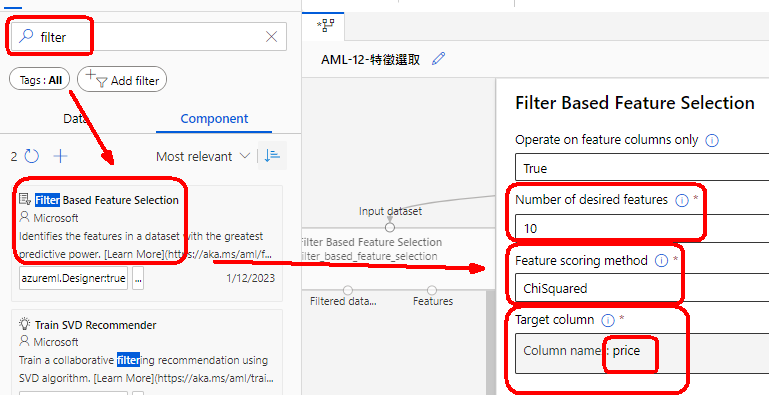 filter
Tags : All
Add filter
Data
Component
2
Most relevant
Filter Based Feature Selection
Microsoft
Identifies the features in a dataset with the greatest
predictive power. [Learn More](https://aka.ms/aml/f...
azureml.Designer:true
...
1/12/2023
Train SVD Recommender
Microsoft
Train a collaborative filtering recommendation using
SVD algorithm. [Learn More](https://aka.ms/aml/trai...
*
AML-12-特徵選取
Input dataset
Filter Based Feature Selection
filter_based_feature_selection
Filtered data...
Features
Filter Based Feature Selection
Operate on feature columns only
True
Number of desired features *
10
Feature scoring method *
ChiSquared
Target column *
Column names: price